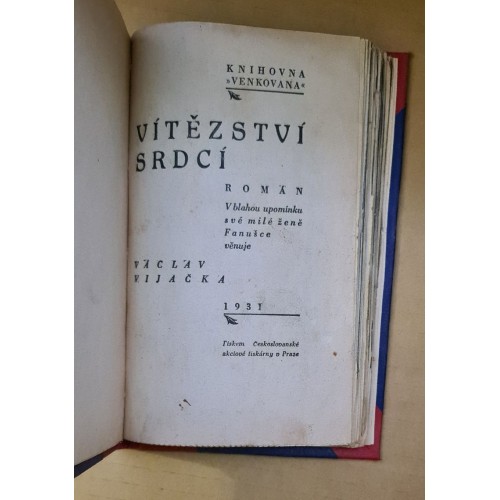 KNIHOVNA
»VENKOVANA«
VÍTĚZSTVÍ
SRDCÍ
ROMÁN
V blahou upomínku
své milé ženě
Fanušce
věnuje
VÁCLAV
VIJAČKA
1931
Tiskem Českoslovanské
akciové tiskárny v Praze